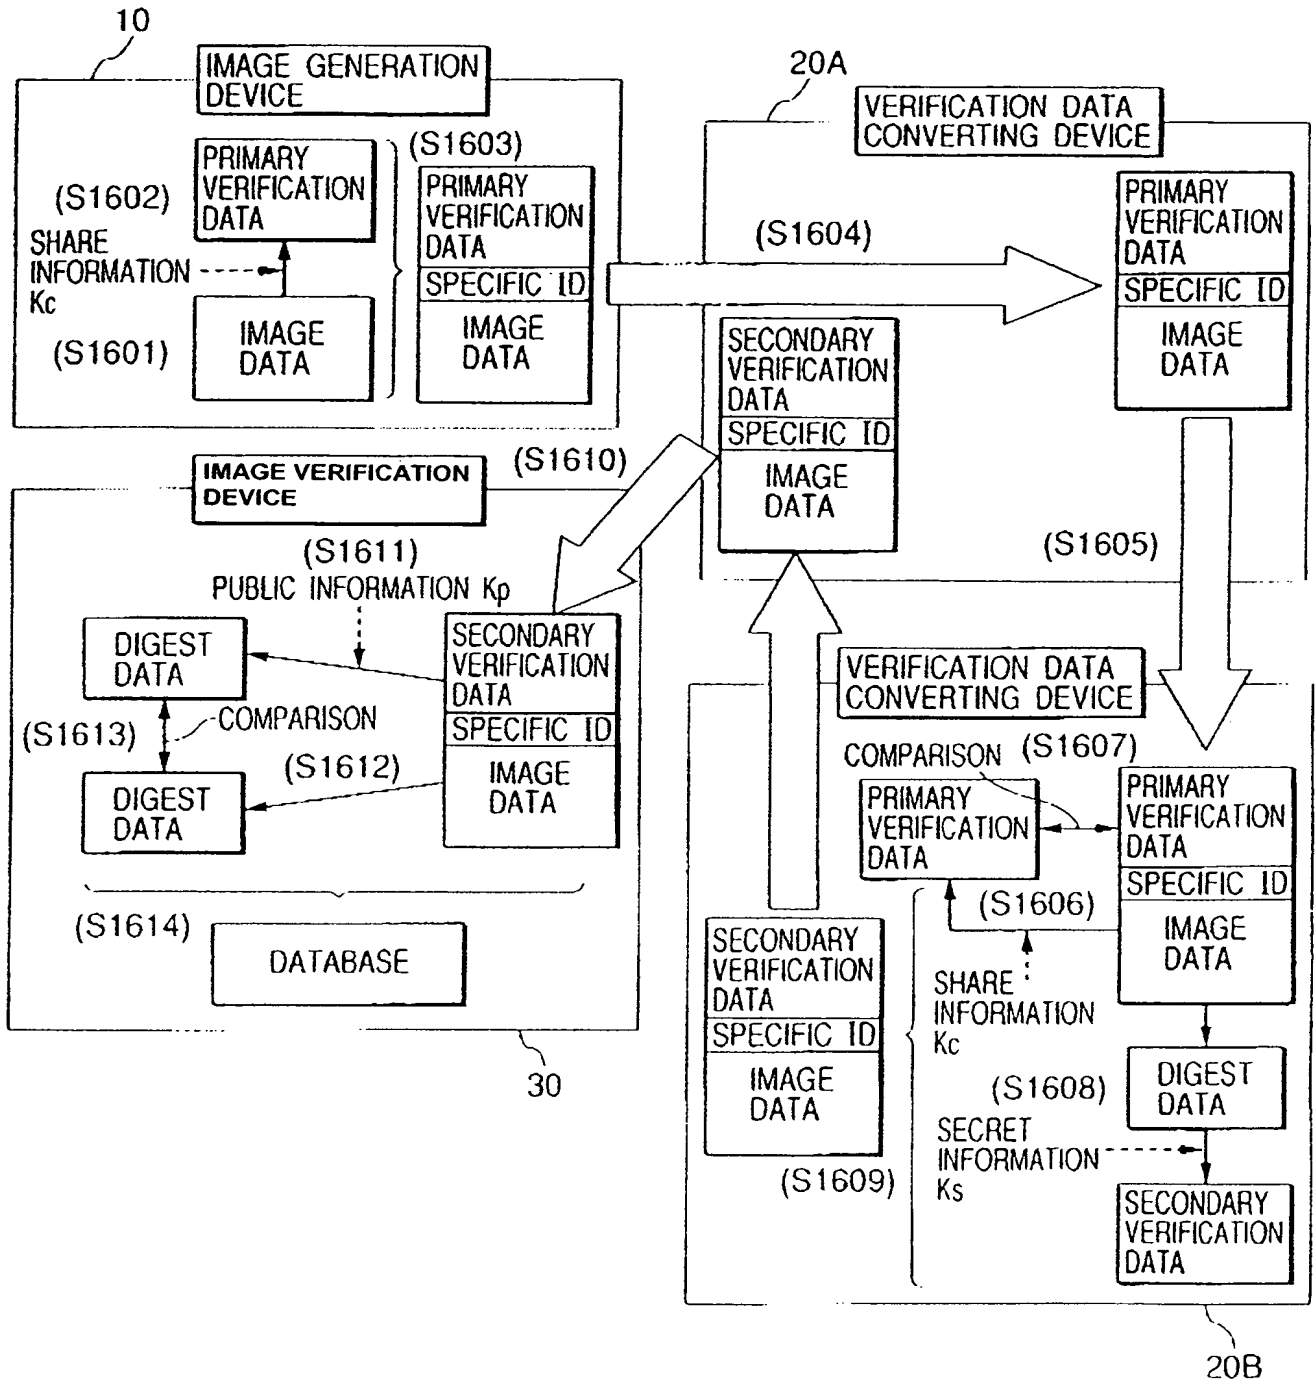 10
IMAGE GENERATION
DEVICE
(S1602)
PRIMARY
VERIFICATION
DATA
SHARE
INFORMATION
Kc
(S1601)
IMAGE
DATA
(S1603)
PRIMARY
VERIFICATION
DATA
SPECIFIC ID
IMAGE
DATA
20A
VERIFICATION DATA
CONVERTING DEVICE
(S1604)
PRIMARY
VERIFICATION
DATA
SPECIFIC ID
IMAGE
DATA
SECONDARY
VERIFICATION
DATA
SPECIFIC ID
IMAGE
DATA
(S1605)
(S1610)
IMAGE VERIFICATION
DEVICE
(S1611)
PUBLIC INFORMATION Kp
DIGEST
DATA
SECONDARY
VERIFICATION
DATA
SPECIFIC ID
IMAGE
DATA
(S1613)
COMPARISON
(S1612)
DIGEST
DATA
(S1614)
DATABASE
30
VERIFICATION DATA
CONVERTING DEVICE
(S1607)
COMPARISON
PRIMARY
VERIFICATION
DATA
PRIMARY
VERIFICATION
DATA
SPECIFIC ID
IMAGE
DATA
(S1606)
SHARE
INFORMATION
Kc
SECONDARY
VERIFICATION
DATA
SPECIFIC ID
IMAGE
DATA
(S1609)
(S1608)
DIGEST
DATA
SECRET
INFORMATION
Ks
SECONDARY
VERIFICATION
DATA
20B